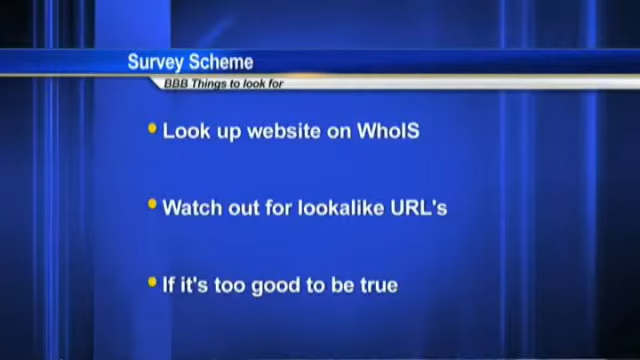 Survey Scheme
BBB Things to look for
Look up website on WhoIS
Watch out for lookalike URL's
If it's too good to be true